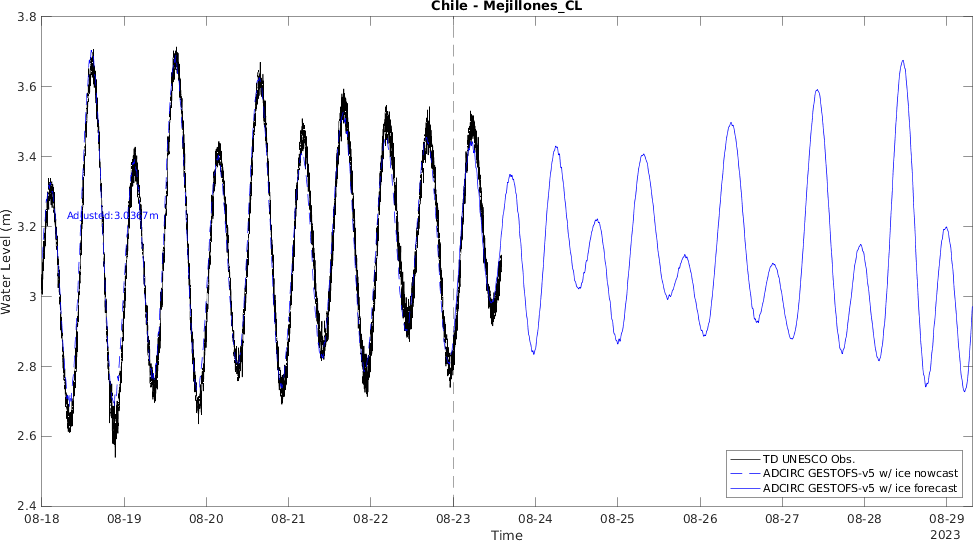 Chile - Mejillones_CL
3.8
3.6
3.4
3.2
3
2.8
2.6
2.4
Water Level (m)
Adjusted:3.0367m
TD UNESCO Obs.
ADCIRC GESTOFS-v5 w/ ice nowcast
ADCIRC GESTOFS-v5 w/ ice forecast
08-18 08-19 08-20 08-21 08-22 08-23 08-24 08-25 08-26 08-27 08-28 08-29
2023
Time